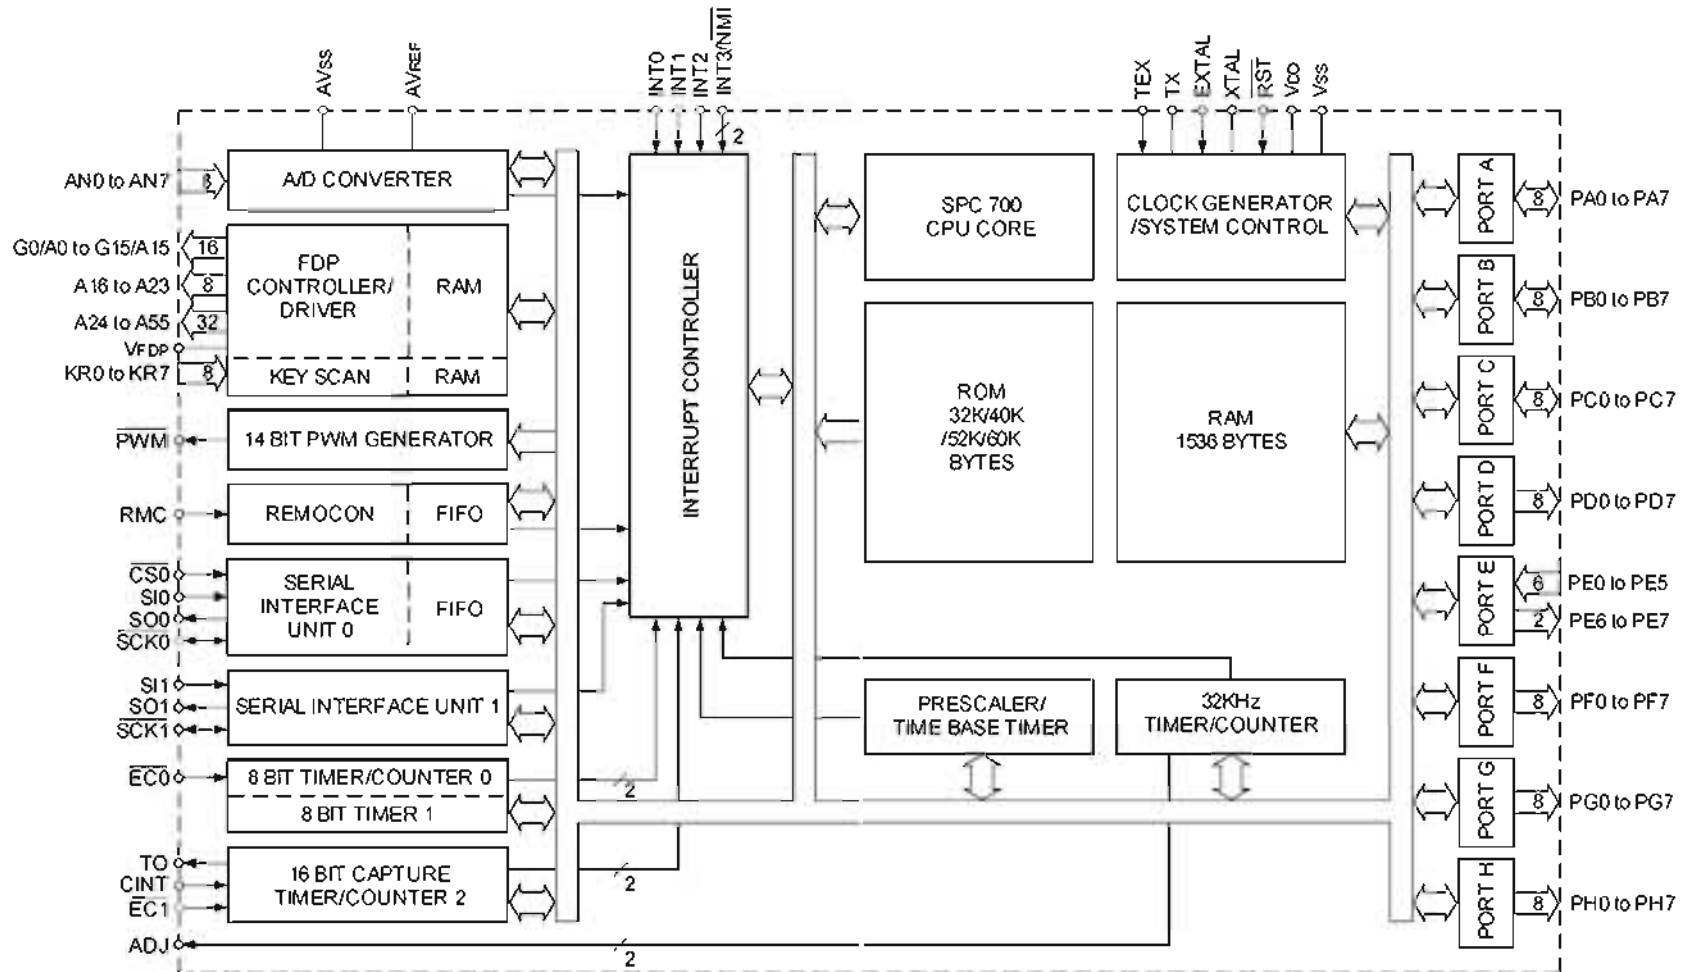 AVSS
AVREF
INT0
INT1
INT2
INT3/NMI
2
TEX
TX
EXTAL
XTAL
RST
VDD
VSS
AN0 to AN7
8
A/D CONVERTER
G0/A0 to G15/A15
16
A16 to A23
8
A24 to A55
32
VFDP
KR0 to KR7
8
FDP
CONTROLLER/
DRIVER
RAM
KEY SCAN
RAM
PWM
14 BIT PWM GENERATOR
RMC
REMOCON
FIFO
CS0
SI0
SO0
SCK0
SERIAL
INTERFACE
UNIT 0
FIFO
SI1
SO1
SCK1
SERIAL INTERFACE UNIT 1
EC0
8 BIT TIMER/COUNTER 0
8 BIT TIMER 1
2
TO
CINT
EC1
16 BIT CAPTURE
TIMER/COUNTER 2
2
ADJ
2
INTERRUPT CONTROLLER
SPC 700
CPU CORE
CLOCK GENERATOR
/SYSTEM CONTROL
ROM
32K/40K
/52K/60K
BYTES
RAM
1536 BYTES
PRESCALER/
TIME BASE TIMER
32KHz
TIMER/COUNTER
PORT A
8
PA0 to PA7
PORT B
8
PB0 to PB7
PORT C
8
PC0 to PC7
PORT D
8
PD0 to PD7
PORT E
6
PE0 to PE5
2
PE6 to PE7
PORT F
8
PF0 to PF7
PORT G
8
PG0 to PG7
PORT H
8
PH0 to PH7